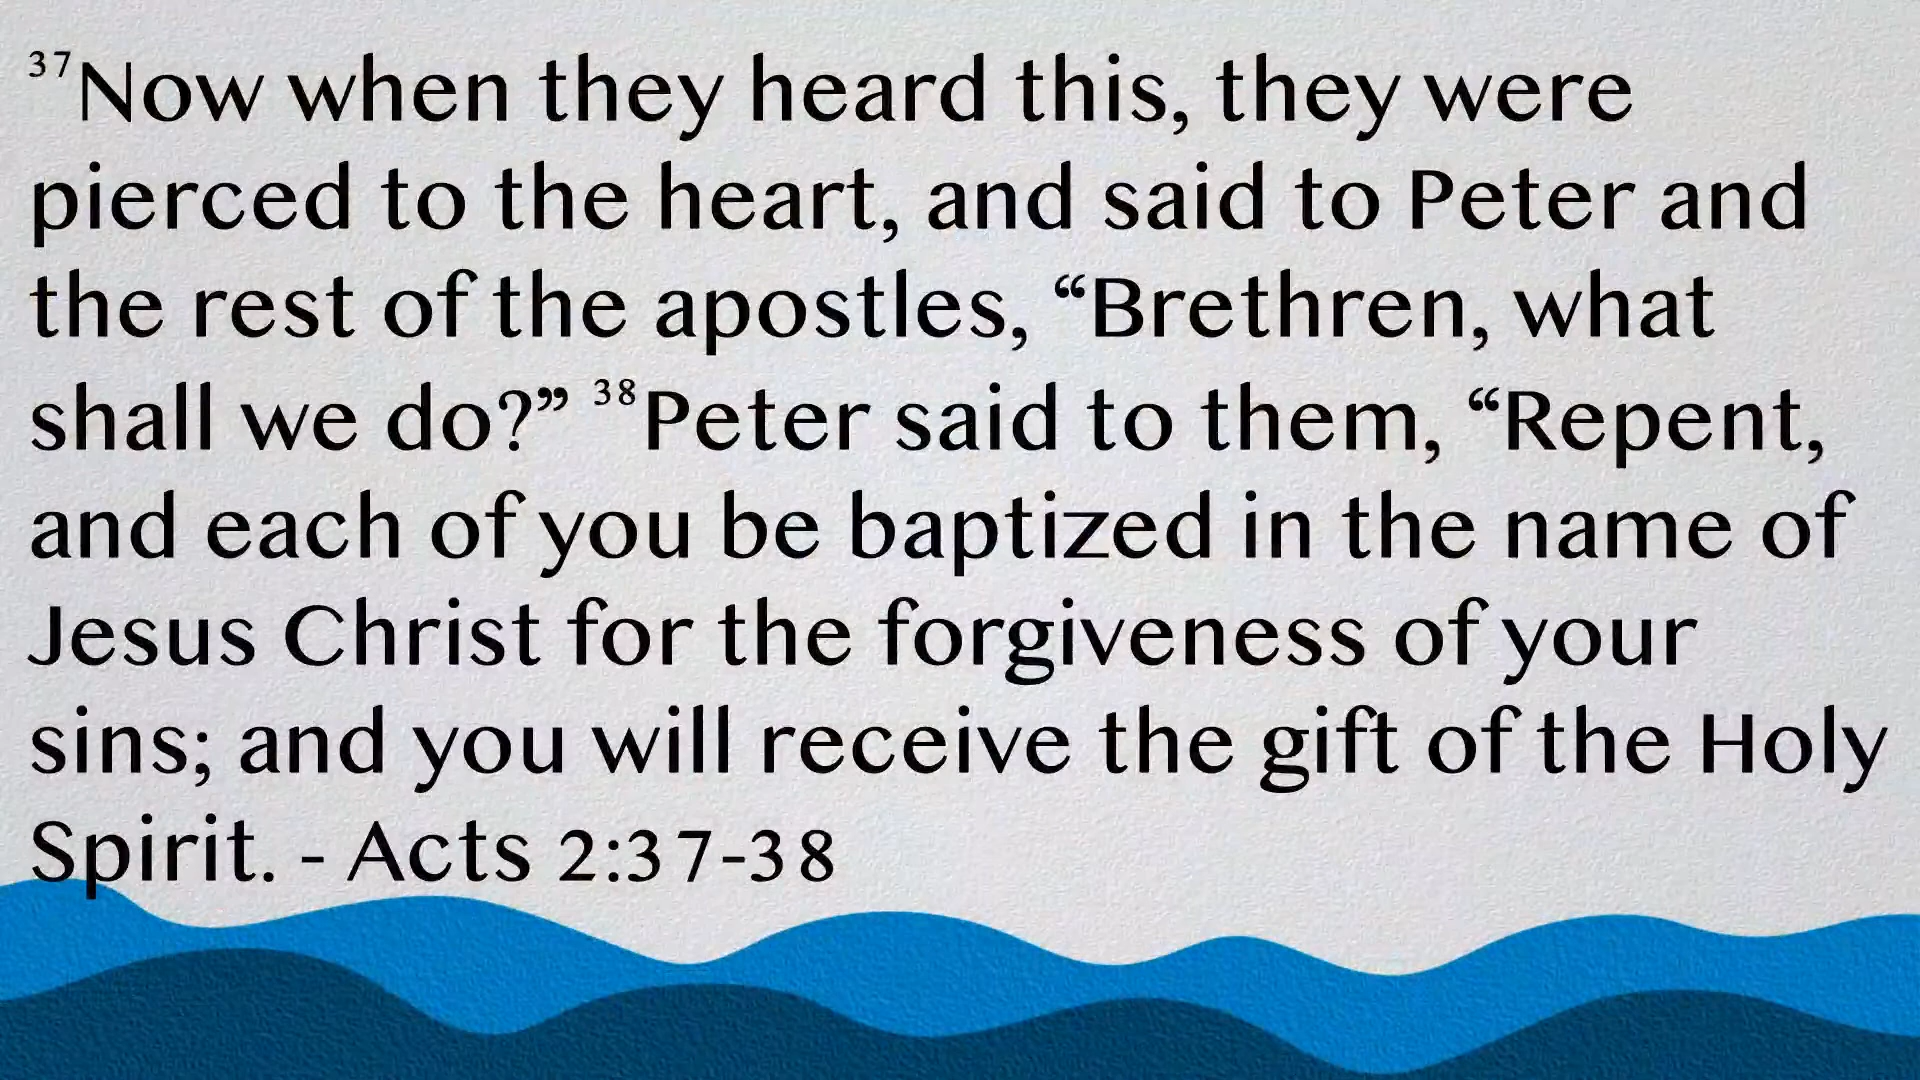 ³⁷Now when they heard this, they were
pierced to the heart, and said to Peter and
the rest of the apostles, “Brethren, what
shall we do?” ³⁸Peter said to them, “Repent,
and each of you be baptized in the name of
Jesus Christ for the forgiveness of your
sins; and you will receive the gift of the Holy
Spirit. - Acts 2:37-38